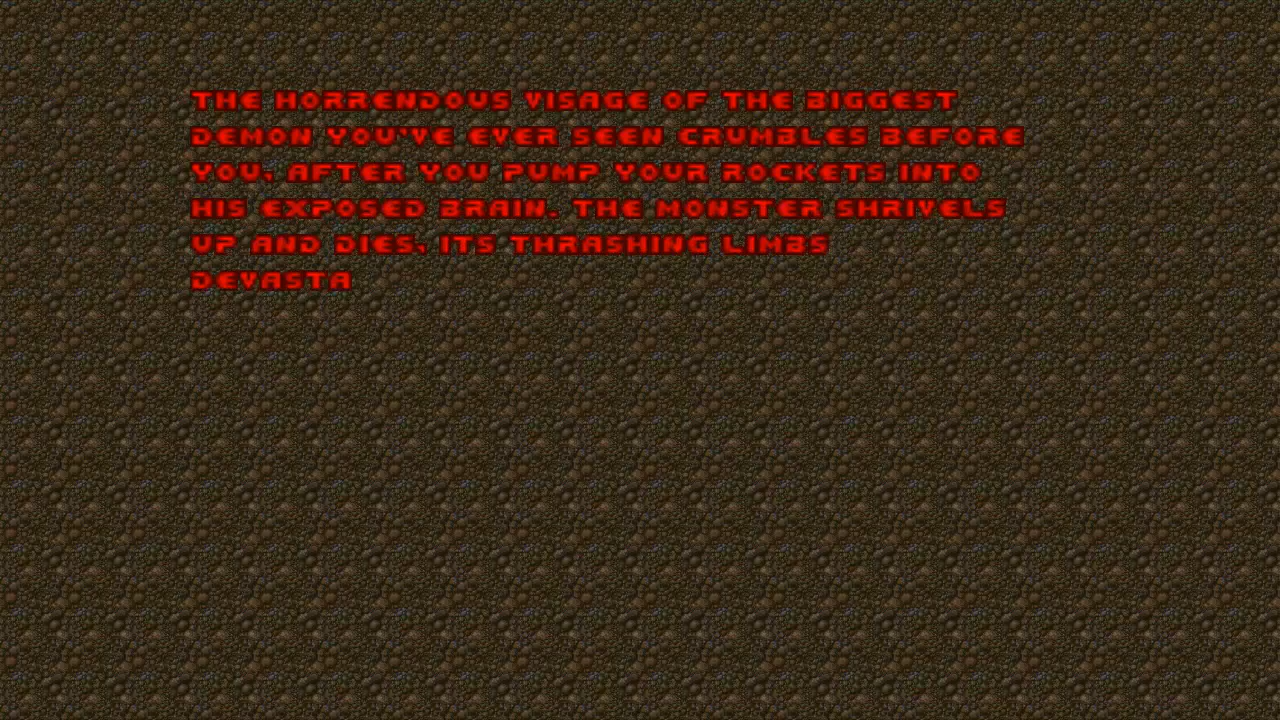 THE HORRENDOUS VISAGE OF THE BIGGEST
DEMON YOU'VE EVER SEEN CRUMBLES BEFORE
YOU, AFTER YOU PUMP YOUR ROCKETS INTO
HIS EXPOSED BRAIN. THE MONSTER SHRIVELS
UP AND DIES, ITS THRASHING LIMBS
DEVASTA